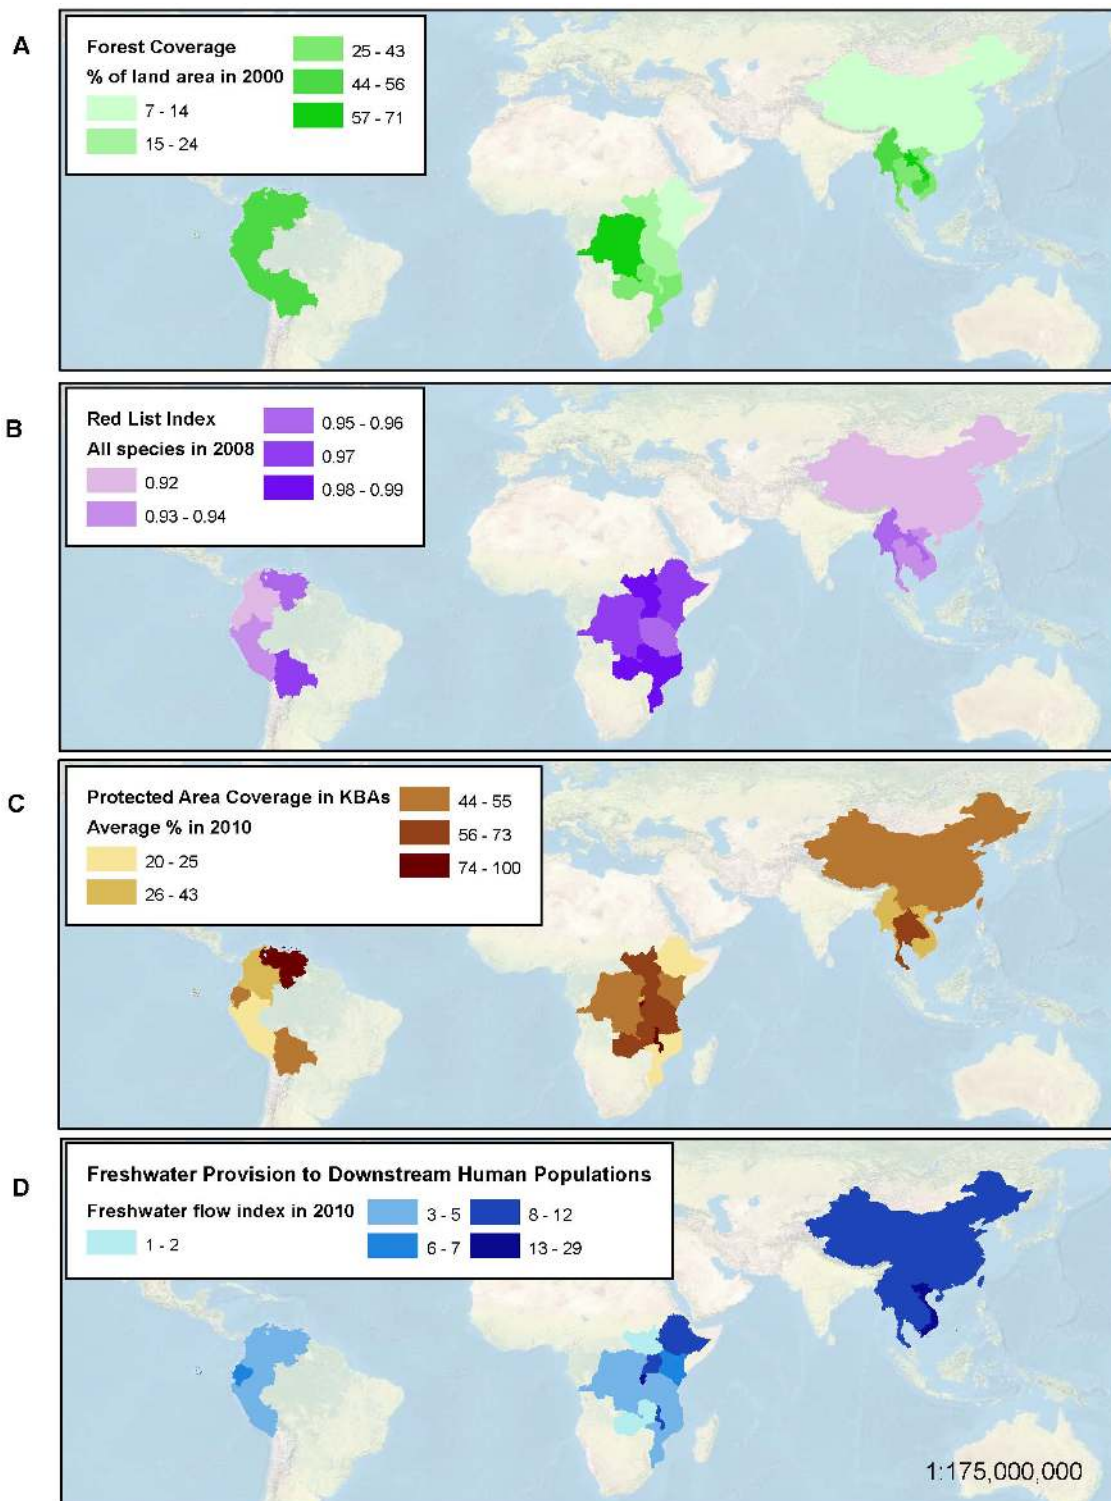 A
Forest Coverage
% of land area in 2000
7 - 14
15 - 24
25 - 43
44 - 56
57 - 71
B
Red List Index
All species in 2008
0.92
0.93 - 0.94
0.95 - 0.96
0.97
0.98 - 0.99
C
Protected Area Coverage in KBAs
Average % in 2010
20 - 25
26 - 43
44 - 55
56 - 73
74 - 100
D
Freshwater Provision to Downstream Human Populations
Freshwater flow index in 2010
1 - 2
3 - 5
6 - 7
8 - 12
13 - 29
1:175,000,000